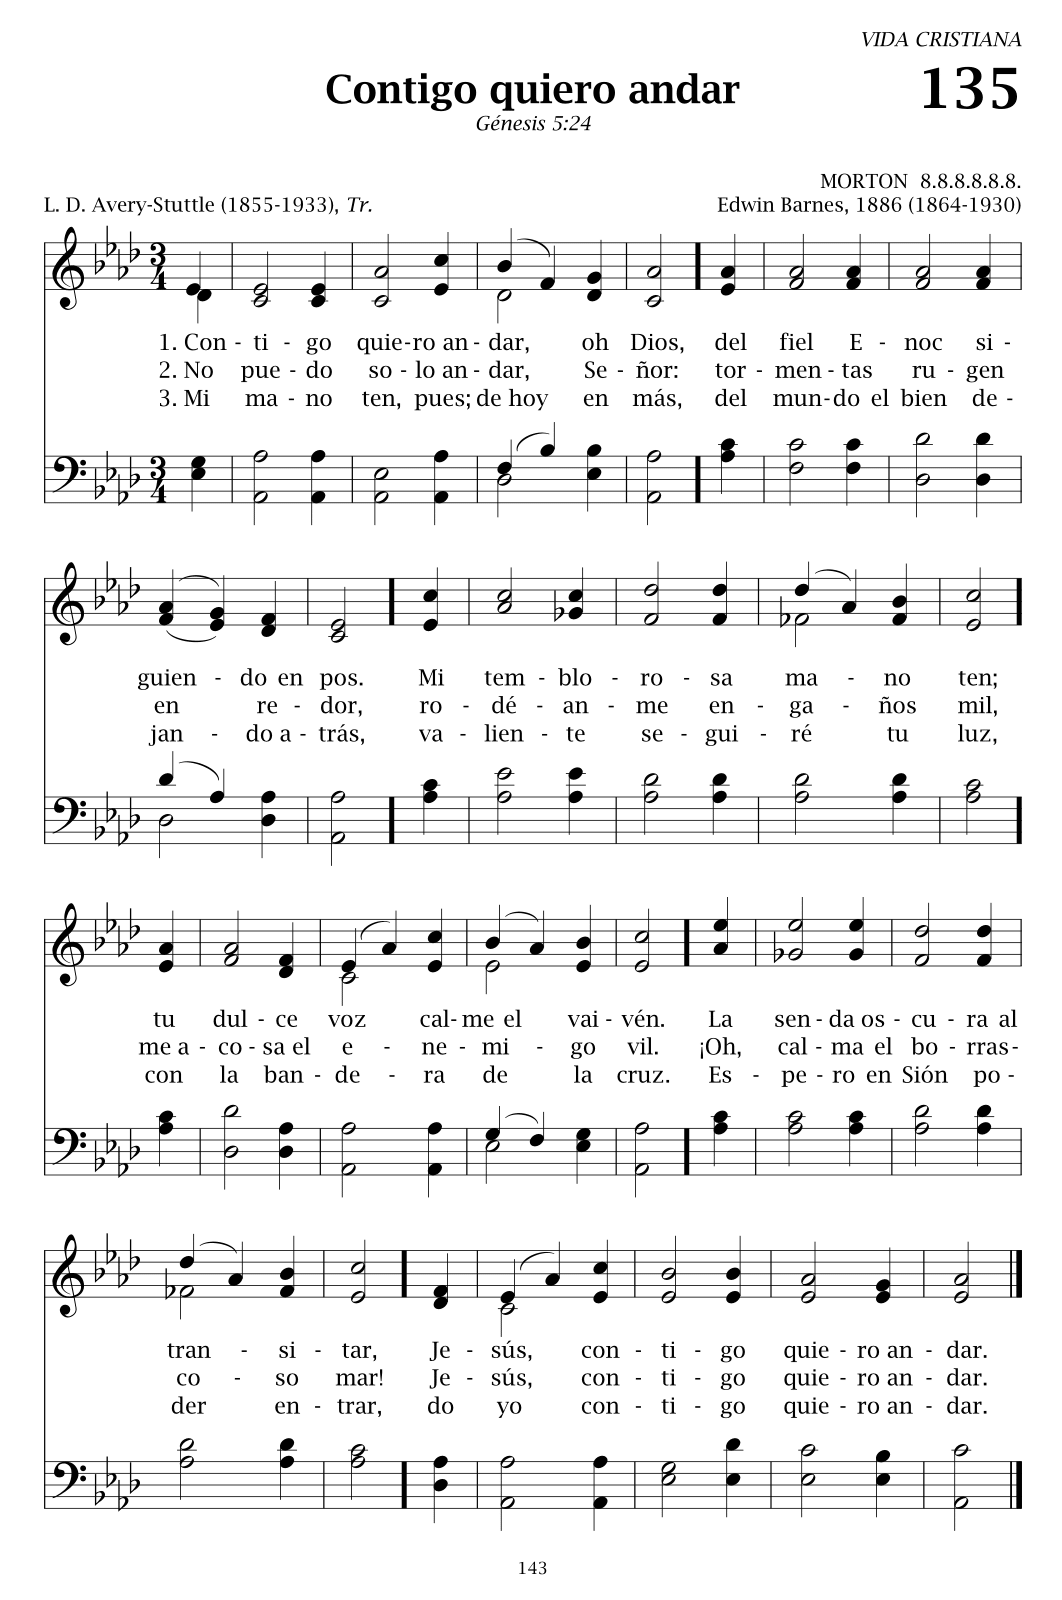 VIDA CRISTIANA
Contigo quiero andar 135
Génesis 5:24
MORTON 8.8.8.8.8.8.
L. D. Avery-Stuttle (1855-1933), Tr. Edwin Barnes, 1886 (1864-1930)
1. Con - ti - go quie-ro an - dar, oh Dios, del fiel E - noc si -
2. No pue - do so - lo an - dar, Se - ñor: tor - men - tas ru - gen
3. Mi ma - no ten, pues; de hoy en más, del mun-do el bien de -
guien - do en pos. Mi tem - blo - ro - sa ma - no ten;
en re - dor, ro - dé - an - me en - ga - ños mil,
jan - do a - trás, va - lien - te se - gui - ré tu luz,
tu dul - ce voz cal-me el vai - vén. La sen - da os - cu - ra al
me a - co - sa el e - ne - mi - go vil. ¡Oh, cal - ma el bo - rras-
con la ban - de - ra de la cruz. Es - pe - ro en Sión po -
tran - si - tar, Je - sús, con - ti - go quie - ro an - dar.
co - so mar! Je - sús, con - ti - go quie - ro an - dar.
der en - trar, do yo con - ti - go quie - ro an - dar.
143